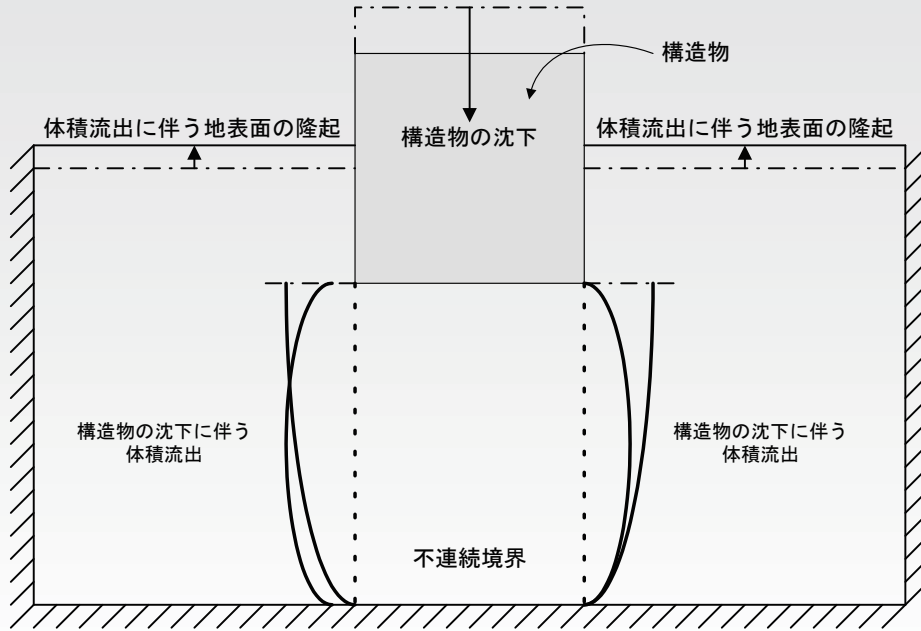 構造物
体積流出に伴う地表面の隆起
構造物の沈下
体積流出に伴う地表面の隆起
構造物の沈下に伴う
体積流出
構造物の沈下に伴う
体積流出
不連続境界